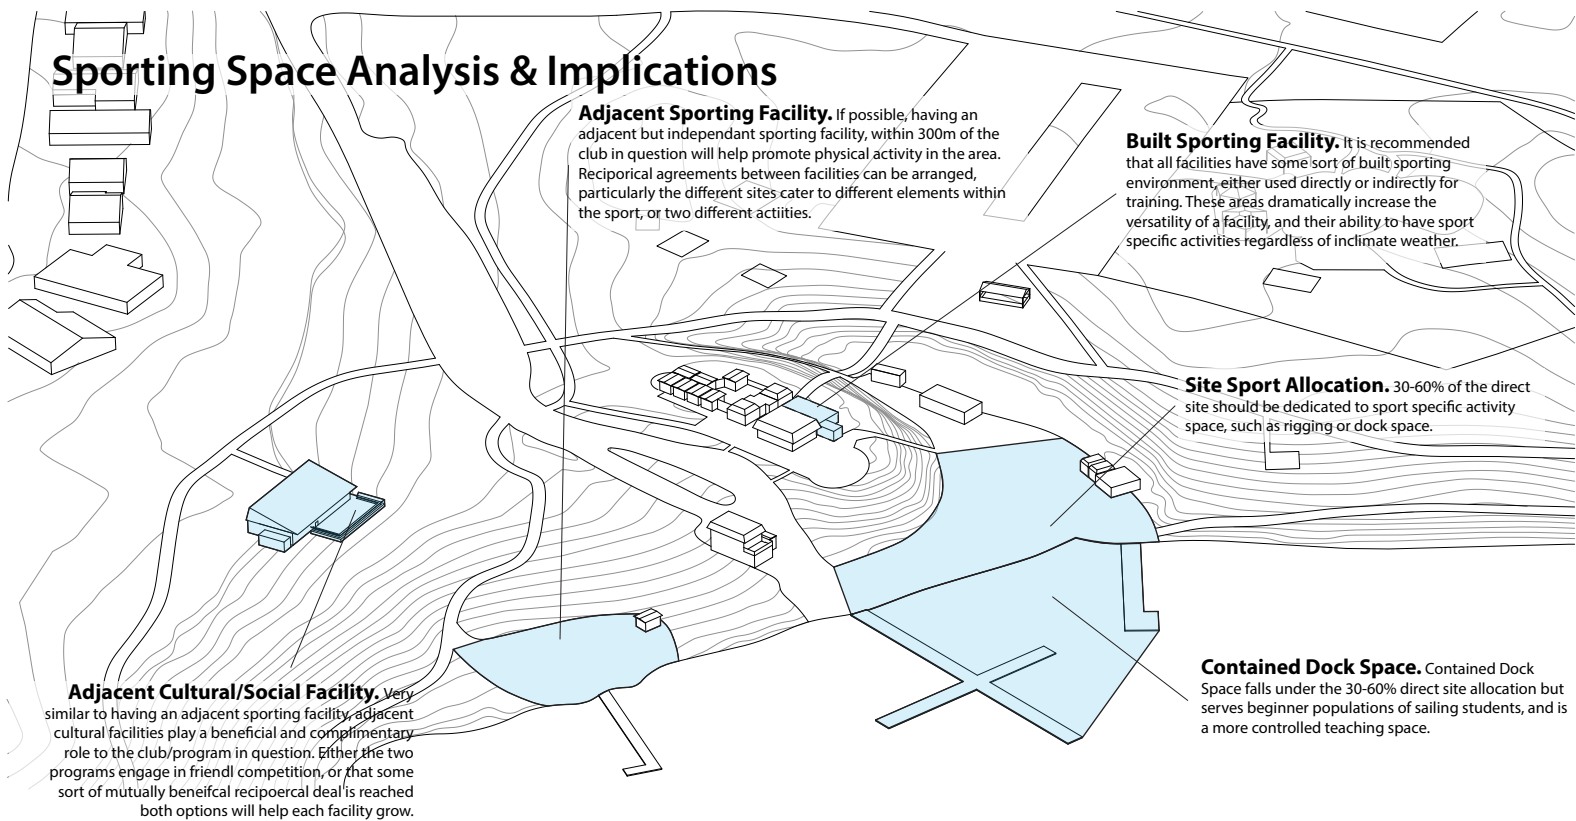 Sporting Space Analysis & Implications
Adjacent Sporting Facility. If possible, having an
adjacent but independant sporting facility, within 300m of the
club in question will help promote physical activity in the area.
Reciporical agreements between facilities can be arranged,
particularly the different sites cater to different elements within
the sport, or two different actiities.
Built Sporting Facility. It is recommended
that all facilities have some sort of built sporting
environment, either used directly or indirectly for
training. These areas dramatically increase the
versatility of a facility, and their ability to have sport
specific activities regardless of inclimate weather.
Site Sport Allocation. 30-60% of the direct
site should be dedicated to sport specific activity
space, such as rigging or dock space.
Contained Dock Space. Contained Dock
Space falls under the 30-60% direct site allocation but
serves beginner populations of sailing students, and is
a more controlled teaching space.
Adjacent Cultural/Social Facility. Very
similar to having an adjacent sporting facility, adjacent
cultural facilities play a beneficial and complimentary
role to the club/program in question. Either the two
programs engage in friendl competition, or that some
sort of mutually beneifcal recipoercal deal is reached
both options will help each facility grow.